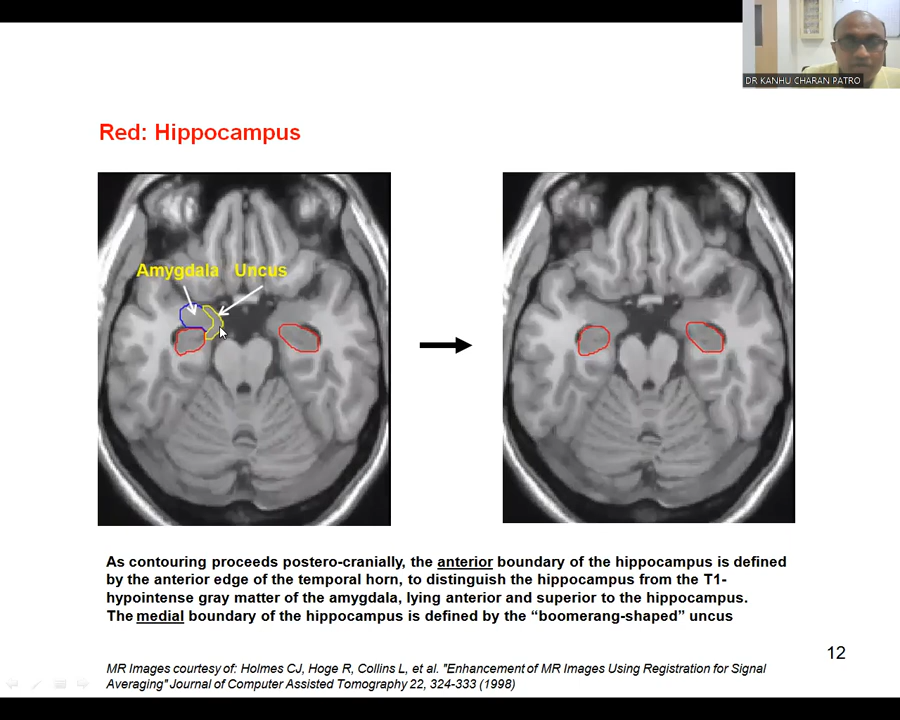 DR KANHU CHARAN PATRO
Red: Hippocampus
Amygdala Uncus
As contouring proceeds postero-cranially, the anterior boundary of the hippocampus is defined
by the anterior edge of the temporal horn, to distinguish the hippocampus from the T1-
hypointense gray matter of the amygdala, lying anterior and superior to the hippocampus.
The medial boundary of the hippocampus is defined by the “boomerang-shaped” uncus
12
MR Images courtesy of: Holmes CJ, Hoge R, Collins L, et al. "Enhancement of MR Images Using Registration for Signal
Averaging" Journal of Computer Assisted Tomography 22, 324-333 (1998)